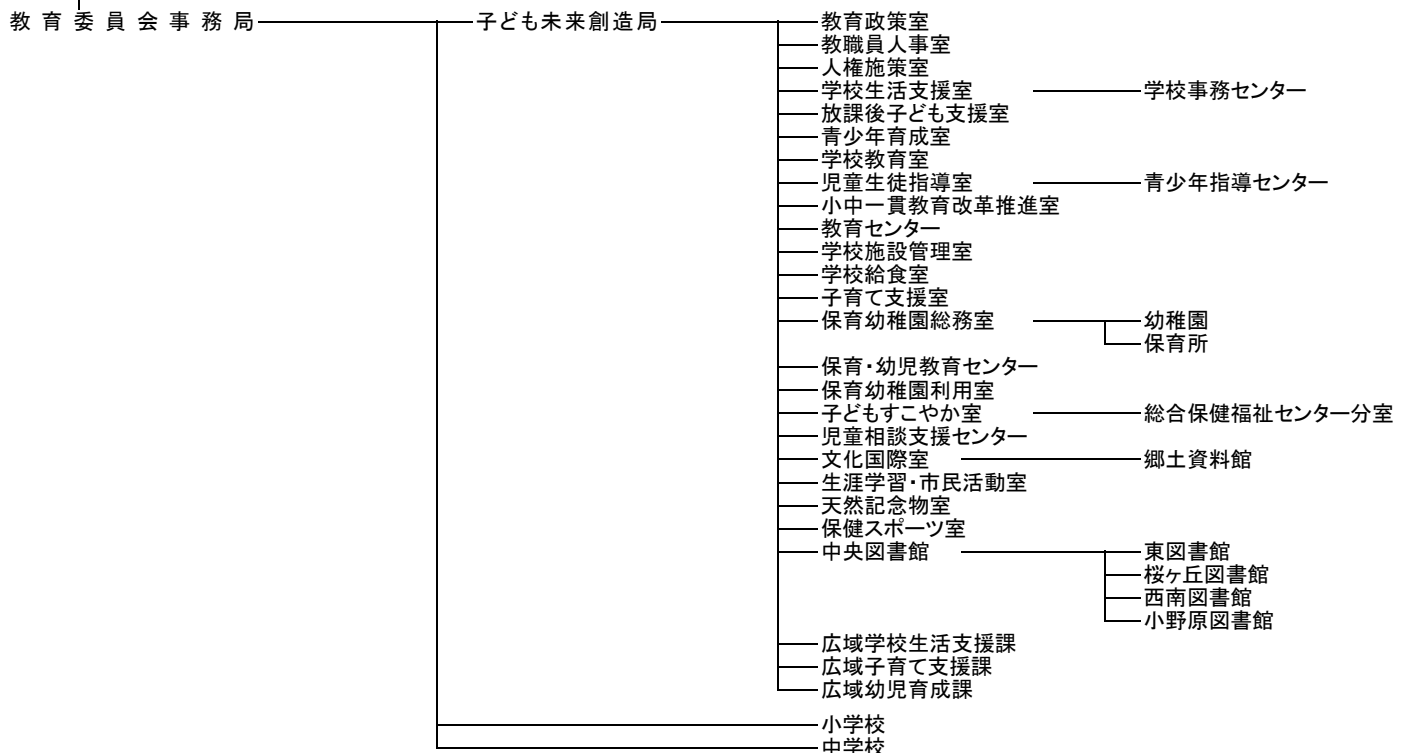 教育委員会事務局 子ども未来創造局 教育政策室
教職員人事室
人権施策室
学校生活支援室 学校事務センター
放課後子ども支援室
青少年育成室
学校教育室
児童生徒指導室 青少年指導センター
小中一貫教育改革推進室
教育センター
学校施設管理室
学校給食室
子育て支援室
保育幼稚園総務室 幼稚園
保育所
保育・幼児教育センター
保育幼稚園利用室
子どもすこやか室 総合保健福祉センター分室
児童相談支援センター
文化国際室 郷土資料館
生涯学習・市民活動室
天然記念物室
保健スポーツ室
中央図書館 東図書館
桜ヶ丘図書館
西南図書館
小野原図書館
広域学校生活支援課
広域子育て支援課
広域幼児育成課
小学校
中学校